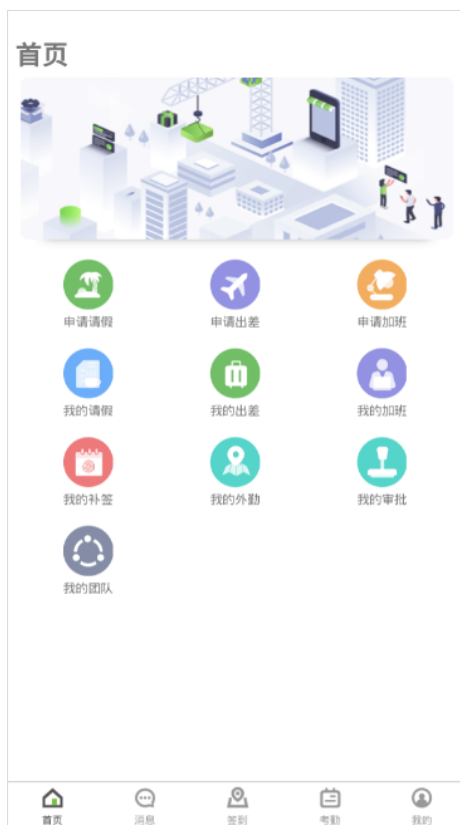 首页
申请请假
申请出差
申请加班
我的请假
我的出差
我的加班
我的补签
我的外勤
我的审批
我的团队
首页
消息
签到
考勤
我的